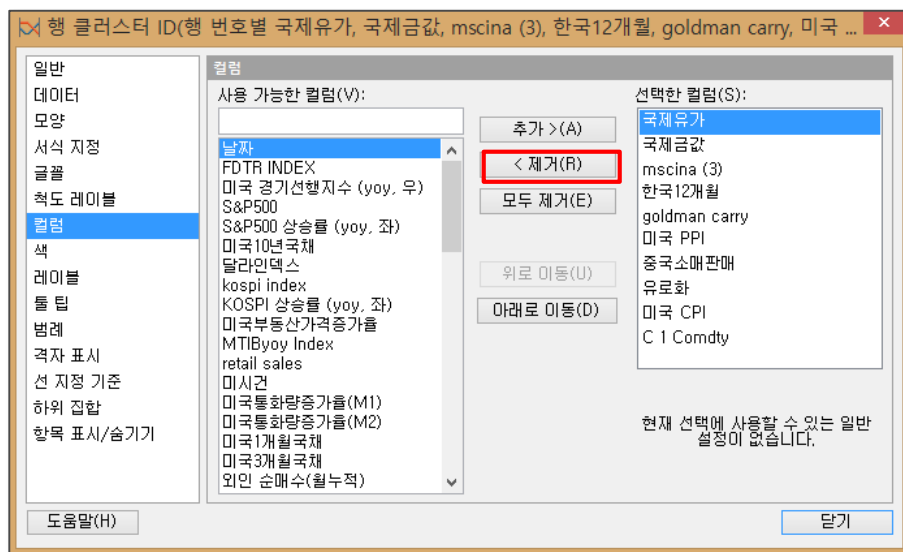 행 클러스터 ID(행 번호별 국제유가, 국제금값, mscina (3), 한국12개월, goldman carry, 미국 ...
일반
데이터
모양
서식 지정
글꼴
척도 레이블
컬럼
색
레이블
툴 팁
범례
격자 표시
선 지정 기준
하위 집합
항목 표시/숨기기
컬럼
사용 가능한 컬럼(V):
날짜
FDTR INDEX
미국 경기선행지수 (yoy, 우)
S&P500
S&P500 상승률 (yoy, 좌)
미국10년국채
달라인덱스
kospi index
KOSPI 상승률 (yoy, 좌)
미국부동산가격증가율
MTIByoy Index
retail sales
미시건
미국통화량증가율(M1)
미국통화량증가율(M2)
미국1개월국채
미국3개월국채
외인 순매수(월누적)
추가 >(A)
< 제거(R)
모두 제거(E)
위로 이동(U)
아래로 이동(D)
선택한 컬럼(S):
국제유가
국제금값
mscina (3)
한국12개월
goldman carry
미국 PPI
중국소매판매
유로화
미국 CPI
C 1 Comdty
현재 선택에 사용할 수 있는 일반
설정이 없습니다.
도움말(H)
닫기